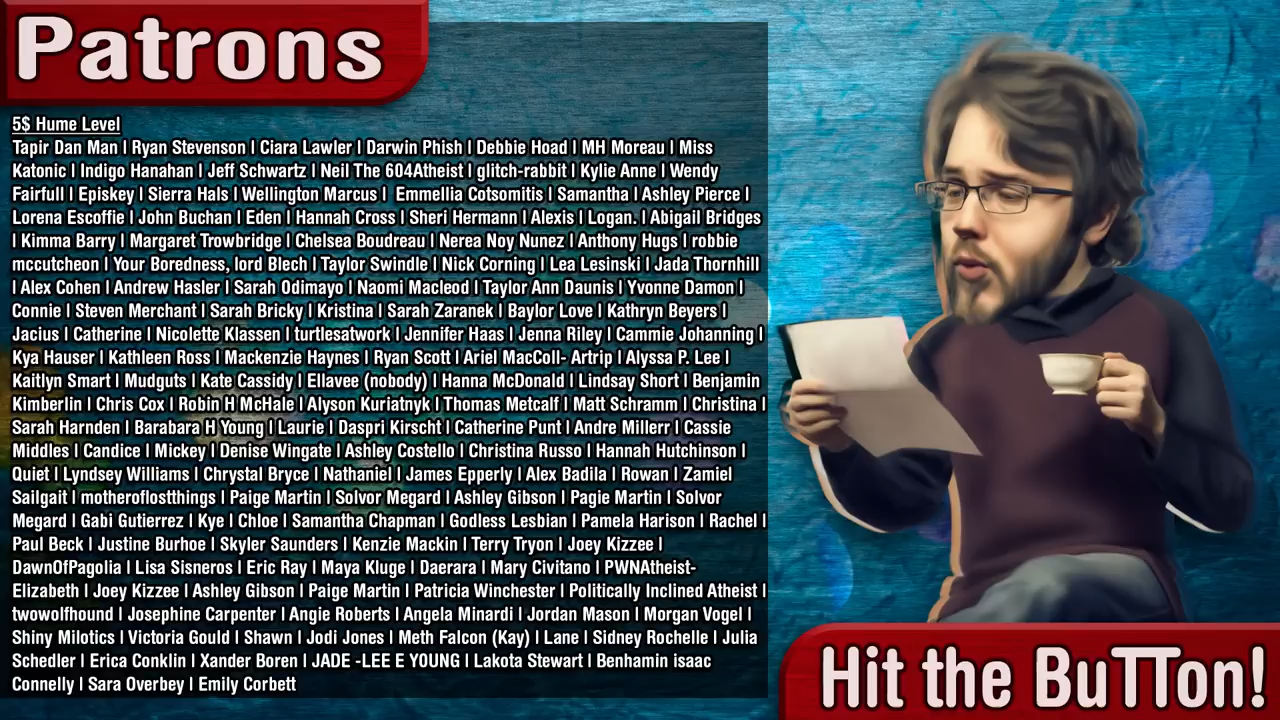 Patrons
5$ Hume Level
Tapir Dan Man | Ryan Stevenson | Ciara Lawler | Darwin Phish | Debbie Hoad | MH Moreau | Miss
Katonic | Indigo Hanahan | Jeff Schwartz | Neil The 604Atheist | glitch-rabbit | Kylie Anne | Wendy
Fairfull | Episkey | Sierra Hals | Wellington Marcus |  Emmellia Cotsomitis | Samantha | Ashley Pierce |
Lorena Escoffie | John Buchan | Eden | Hannah Cross | Sheri Hermann | Alexis | Logan. | Abigail Bridges
| Kimma Barry | Margaret Trowbridge | Chelsea Boudreau | Nerea Noy Nunez | Anthony Hugs | robbie
mccutcheon | Your Boredness, lord Blech | Taylor Swindle | Nick Corning | Lea Lesinski | Jada Thornhill
| Alex Cohen | Andrew Hasler | Sarah Odimayo | Naomi Macleod | Taylor Ann Daunis | Yvonne Damon |
Connie | Steven Merchant | Sarah Bricky | Kristina | Sarah Zaranek | Baylor Love | Kathryn Beyers |
Jacius | Catherine | Nicolette Klassen | turtlesatwork | Jennifer Haas | Jenna Riley | Cammie Johanning |
Kya Hauser | Kathleen Ross | Mackenzie Haynes | Ryan Scott | Ariel MacColl- Artrip | Alyssa P. Lee |
Kaitlyn Smart | Mudguts | Kate Cassidy | Ellavee (nobody) | Hanna McDonald | Lindsay Short | Benjamin
Kimberlin | Chris Cox | Robin H McHale | Alyson Kuriatnyk | Thomas Metcalf | Matt Schramm | Christina |
Sarah Harnden | Barabara H Young | Laurie | Daspri Kirscht | Catherine Punt | Andre Millerr | Cassie
Middles | Candice | Mickey | Denise Wingate | Ashley Costello | Christina Russo | Hannah Hutchinson |
Quiet | Lyndsey Williams | Chrystal Bryce | Nathaniel | James Epperly | Alex Badila | Rowan | Zamiel
Sailgait | motheroflostthings | Paige Martin | Solvor Megard | Ashley Gibson | Pagie Martin | Solvor
Megard | Gabi Gutierrez | Kye | Chloe | Samantha Chapman | Godless Lesbian | Pamela Harison | Rachel |
Paul Beck | Justine Burhoe | Skyler Saunders | Kenzie Mackin | Terry Tryon | Joey Kizzee |
DawnOfPagolia | Lisa Sisneros | Eric Ray | Maya Kluge | Daerara | Mary Civitano | PWNAtheist-
Elizabeth | Joey Kizzee | Ashley Gibson | Paige Martin | Patricia Winchester | Politically Inclined Atheist |
twowolfhound | Josephine Carpenter | Angie Roberts | Angela Minardi | Jordan Mason | Morgan Vogel |
Shiny Milotics | Victoria Gould | Shawn | Jodi Jones | Meth Falcon (Kay) | Lane | Sidney Rochelle | Julia
Schedler | Erica Conklin | Xander Boren | JADE -LEE E YOUNG | Lakota Stewart | Benhamin isaac
Connelly | Sara Overbey | Emily Corbett
Hit the BuTTon!